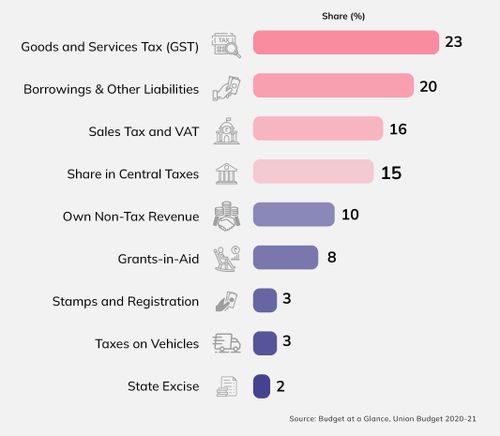 Share (%)
Goods and Services Tax (GST) TAX 23
Borrowings & Other Liabilities 20
Sales Tax and VAT ₹ 16
Share in Central Taxes 15
Own Non-Tax Revenue 10
Grants-in-Aid 8
Stamps and Registration 3
Taxes on Vehicles 3
State Excise 2
Source: Budget at a Glance, Union Budget 2020-21